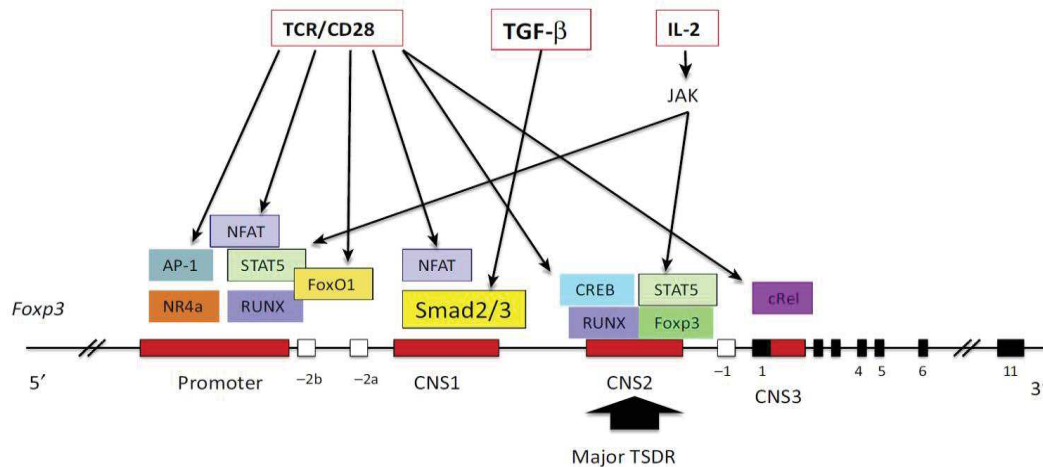 TCR/CD28 TGF-β IL-2
JAK
NFAT
AP-1 STAT5 NFAT
FoxO1 CREB STAT5 cRel
NR4a RUNX Smad2/3
Foxp3 RUNX Foxp3
5′ Promoter –2b –2a CNS1 CNS2 –1 1 4 5 6 11 3′
CNS3
Major TSDR